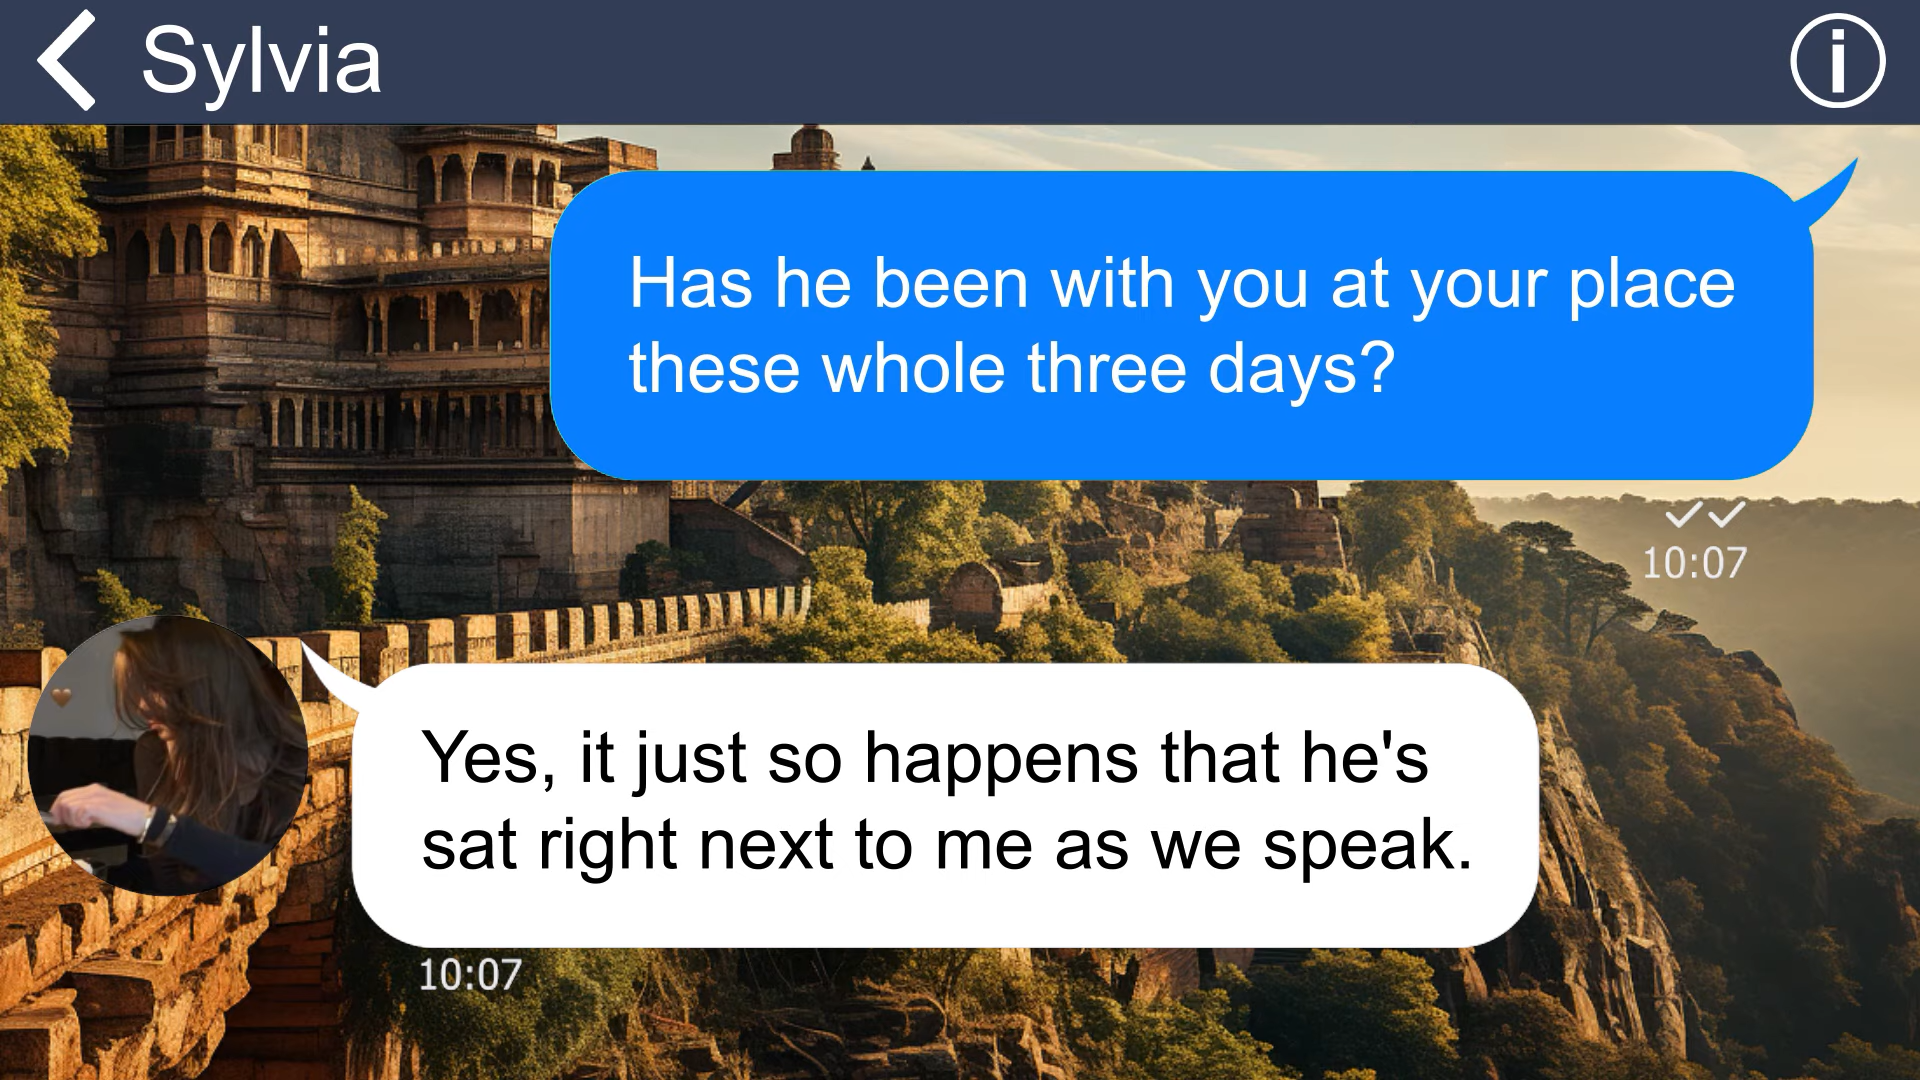 Sylvia
Has he been with you at your place
these whole three days?
10:07
Yes, it just so happens that he's
sat right next to me as we speak.
10:07